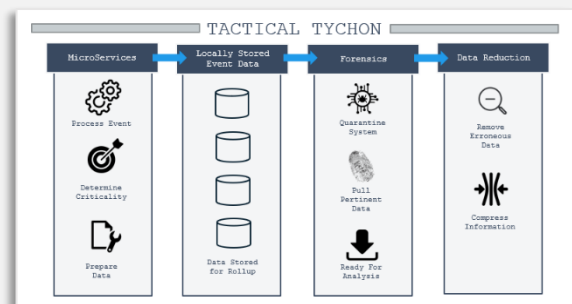 TACTICAL TYCHON
MicroServices
Process Event
Determine
Criticality
Prepare
Data
Locally Stored
Event Data
Data Stored
for Rollup
Forensics
Quarantine
System
Pull
Pertinent
Data
Ready For
Analysis
Data Reduction
Remove
Erroneous
Data
Compress
Information